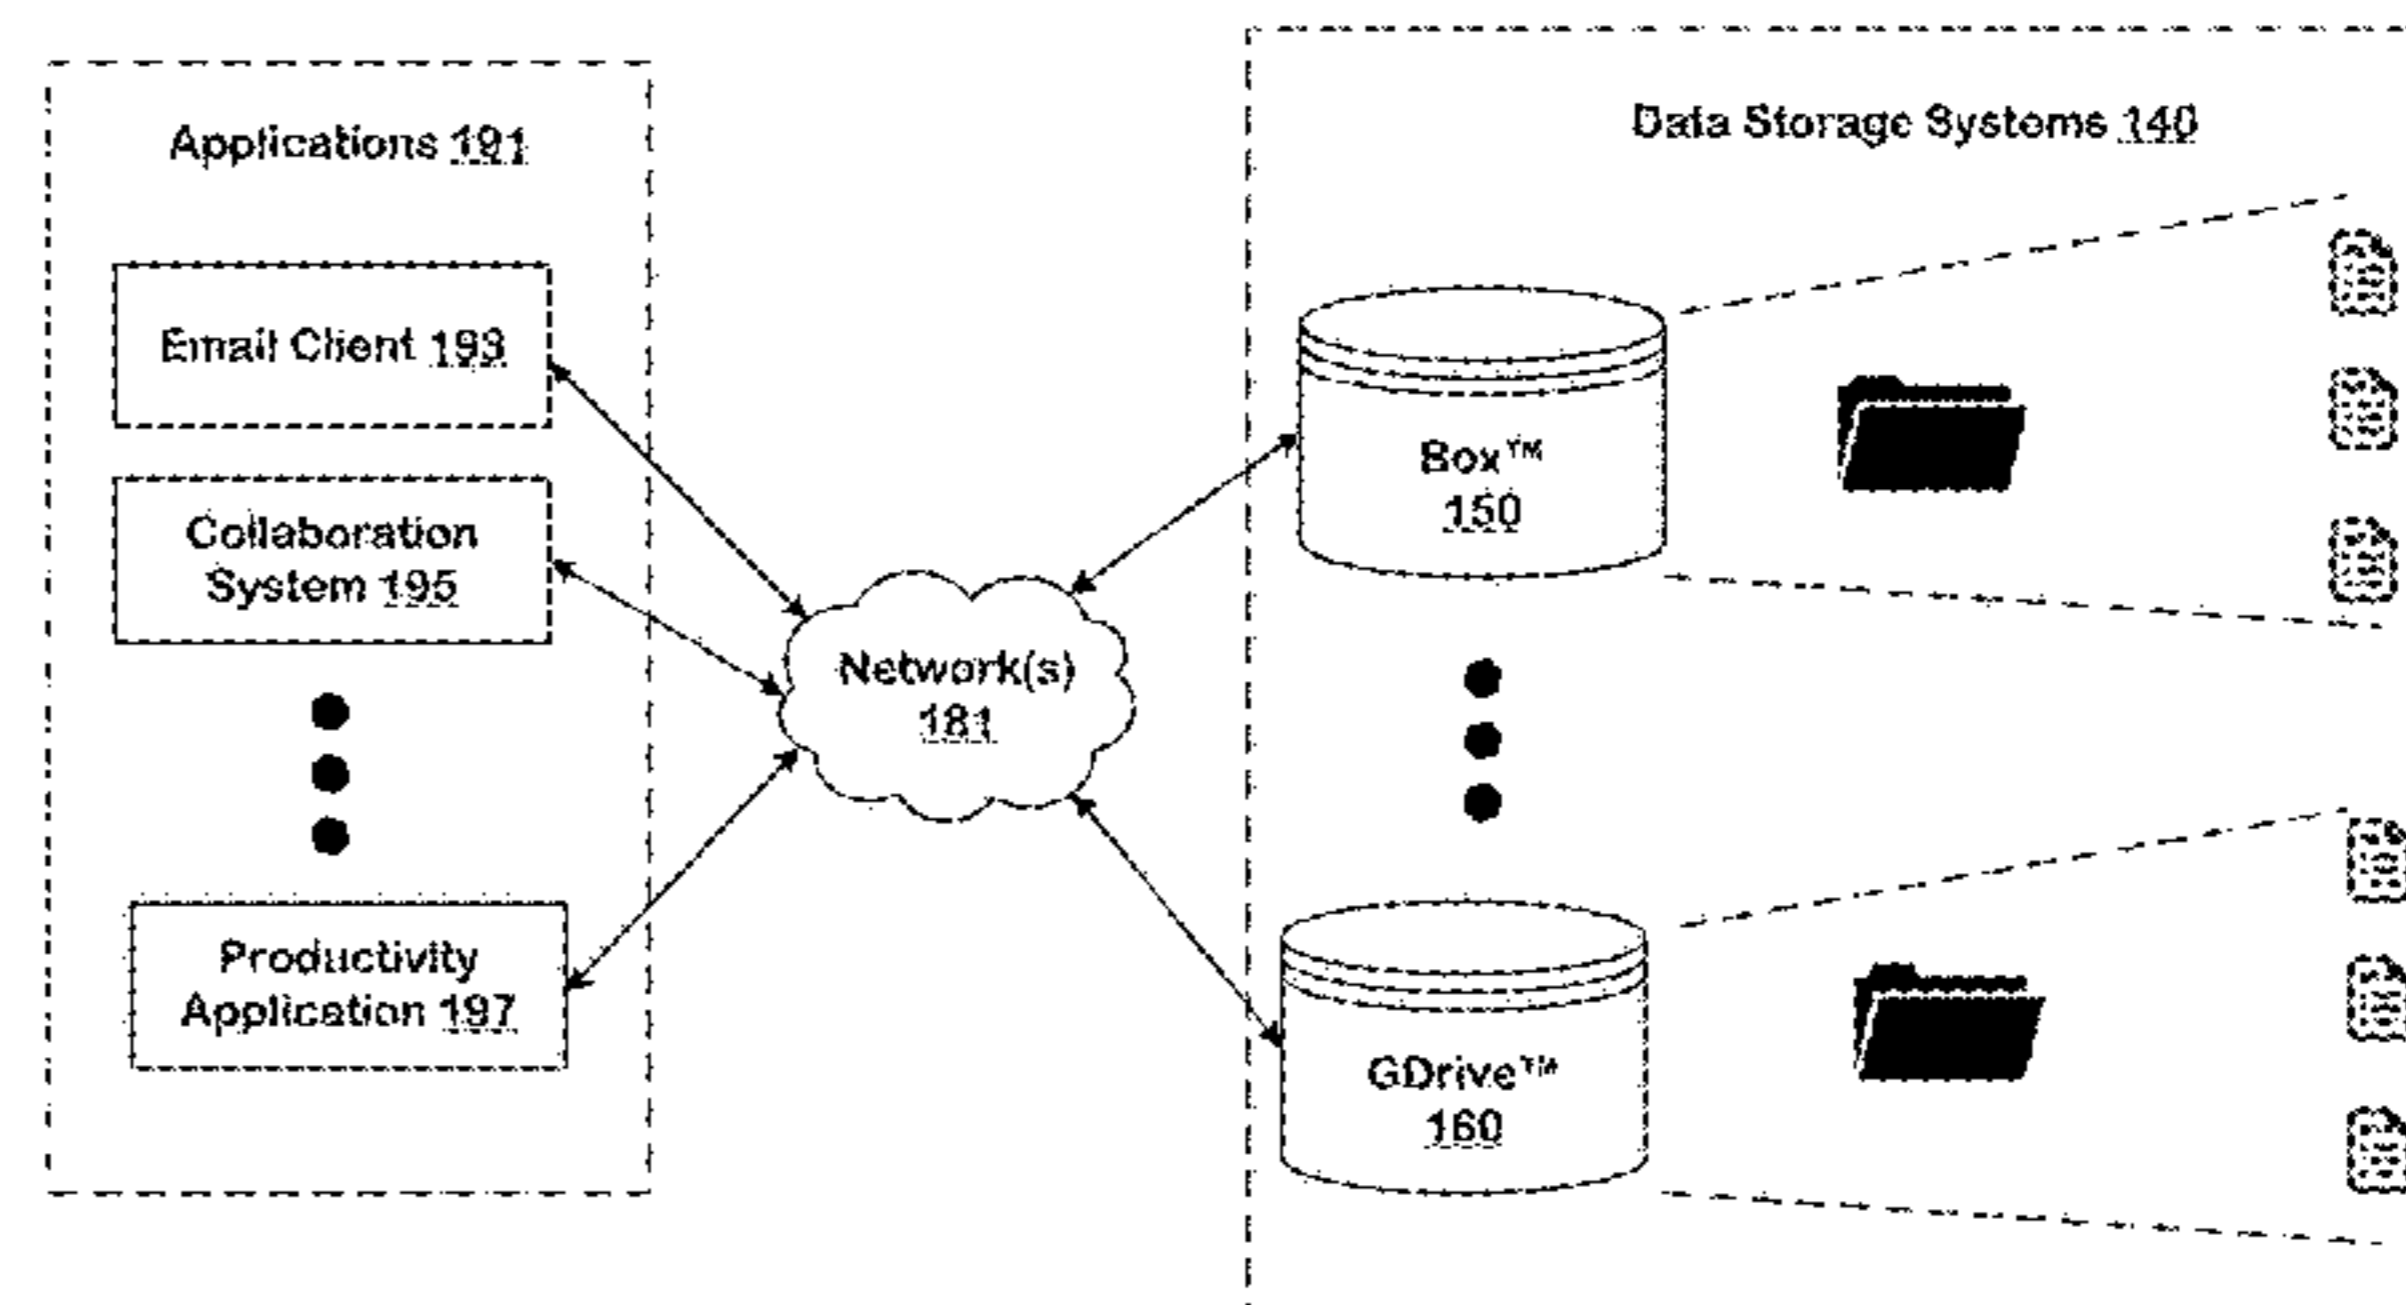 Applications 191
Data Storage Systems 140
Email Client 193
Collaboration
System 195
Network(s)
181
Productivity
Application 197
Box™
150
GDrive™
160